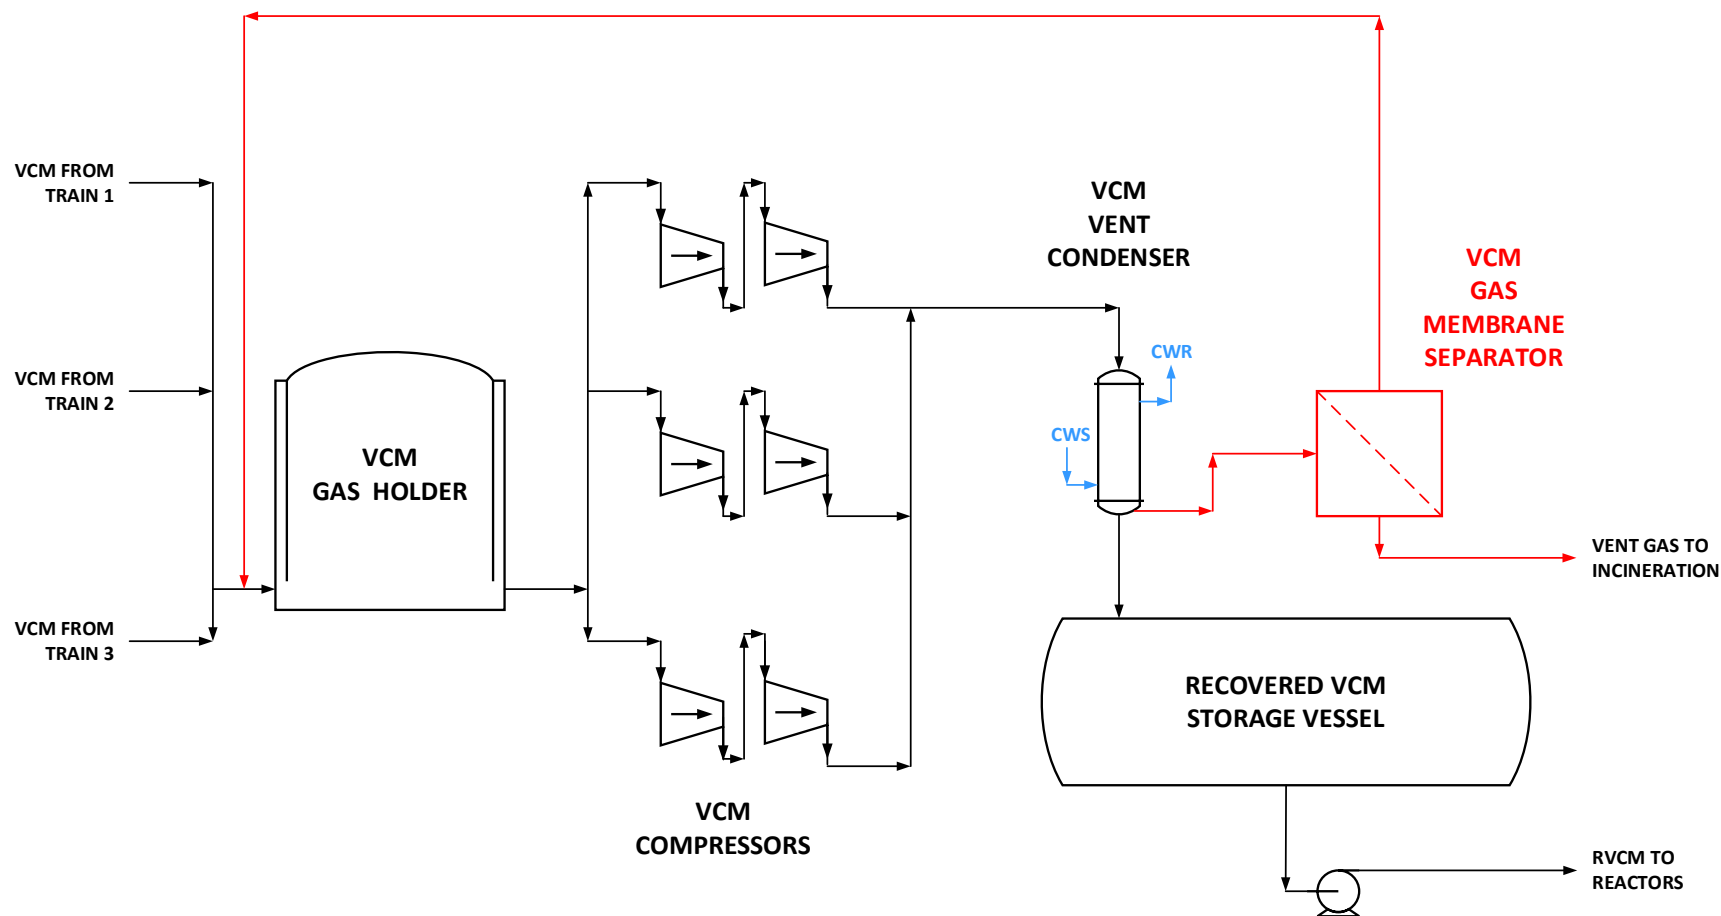 VCM FROM
TRAIN 1
VCM FROM
TRAIN 2
VCM FROM
TRAIN 3
VCM
GAS HOLDER
VCM
COMPRESSORS
VCM
VENT
CONDENSER
CWR
CWS
VCM
GAS
MEMBRANE
SEPARATOR
VENT GAS TO
INCINERATION
RECOVERED VCM
STORAGE VESSEL
RVCM TO
REACTORS